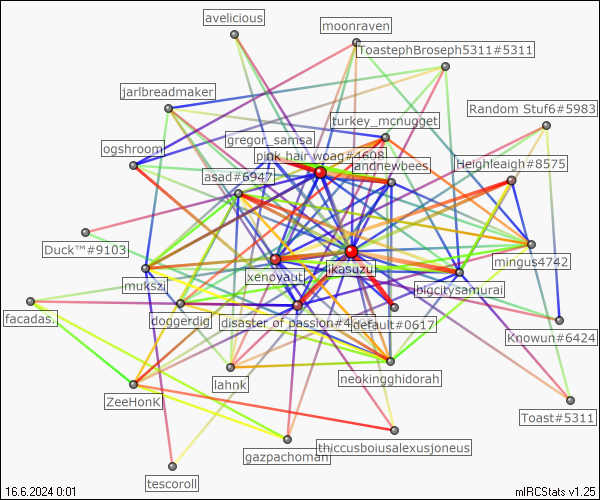 avelicious
moonraven
ToastephBroseph5311#5311
jarlbreadmaker
Random Stuf6#5983
turkey_mcnugget
gregor_samsa
ogshroom
pink hair woag#4608
landnewbees
Heighleaigh#8575
asad#6947
Duck™#9103
mingus4742
xenovaut
ikasuzu
mukszi
bigcitysamurai
facadas.
doggerdig
disaster of passion#4
default#0617
Knowun#6424
lahnk
neokingghidorah
ZeeHonK
Toast#5311
thiccusboiusalexusjoneus
gazpachoman
tescoroll
16.6.2024 0:01
mIRCStats v1.25